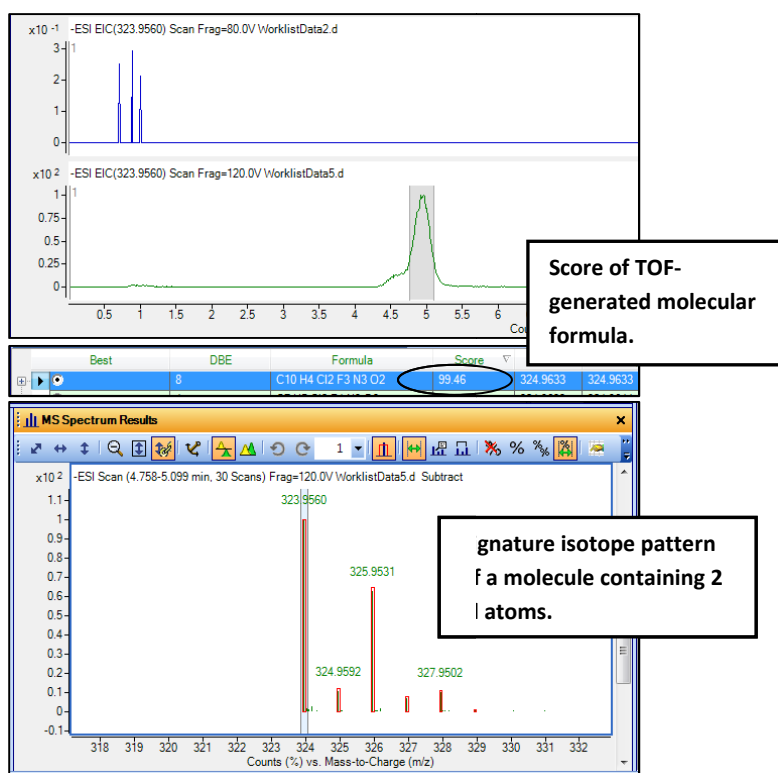 x10 -1 -ESI EIC(323.9560) Scan Frag=80.0V WorklistData2.d
3-
1
2-
1-
0-
x10 2 -ESI EIC(323.9560) Scan Frag=120.0V WorklistData5.d
1-
1
0.75-
0.5-
0.25-
0-
0.5 1 1.5 2 2.5 3 3.5 4 4.5 5 5.5 6
Cou
Score of TOF-
generated molecular
formula.
Best DBE Formula Score
8 C10 H4 Cl2 F3 N3 O2 99.46 324.9633 324.9633
MS Spectrum Results
1 % %
x10 2 -ESI Scan (4.758-5.099 min, 30 Scans) Frag=120.0V WorklistData5.d Subtract
1.1-
1-
0.9-
0.8-
0.7-
0.6-
0.5-
0.4-
0.3-
0.2-
0.1-
0-
-0.1-
323.9560
325.9531
324.9592
327.9502
gnature isotope pattern
f a molecule containing 2
l atoms.
318 319 320 321 322 323 324 325 326 327 328 329 330 331 332
Counts (%) vs. Mass-to-Charge (m/z)